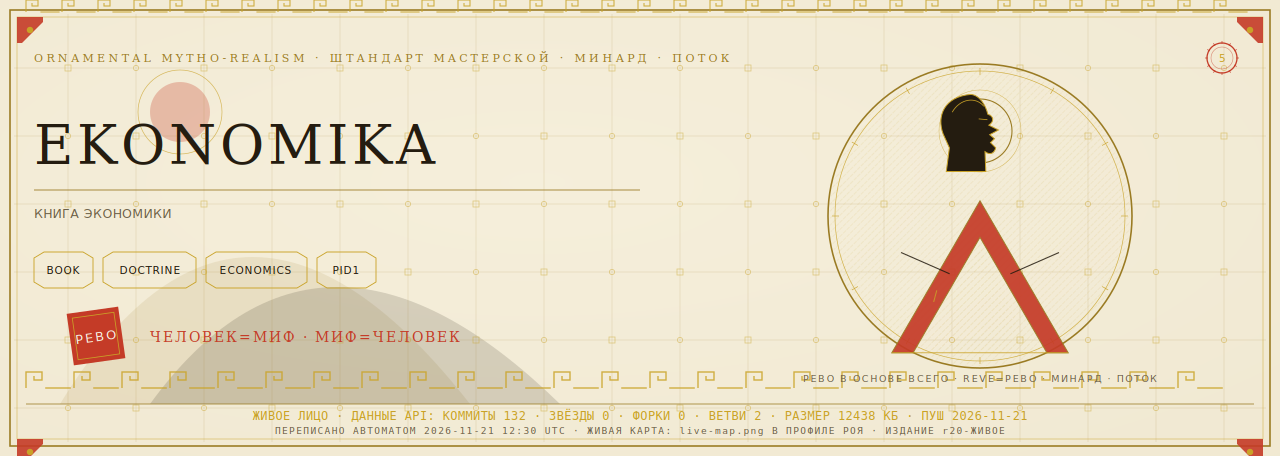 ORNAMENTAL MYTHO-REALISM · ШТАНДАРТ МАСТЕРСКОЙ · МИНАРД · ПОТОК
5
EKONOMIKA
КНИГА ЭКОНОМИКИ
BOOK DOCTRINE ECONOMICS PID1
РЕВО
ЧЕЛОВЕК=МИФ · МИФ=ЧЕЛОВЕК
РЕВО В ОСНОВЕ ВСЕГО · REVE=РЕВО · МИНАРД · ПОТОК
ЖИВОЕ ЛИЦО · ДАННЫЕ API: КОММИТЫ 132 · ЗВЁЗДЫ 0 · ФОРКИ 0 · ВЕТВИ 2 · РАЗМЕР 12438 КБ · ПУШ 2026-11-21
ПЕРЕПИСАНО АВТОМАТОМ 2026-11-21 12:30 UTC · ЖИВАЯ КАРТА: live-map.png В ПРОФИЛЕ РОЯ · ИЗДАНИЕ r20-ЖИВОЕ